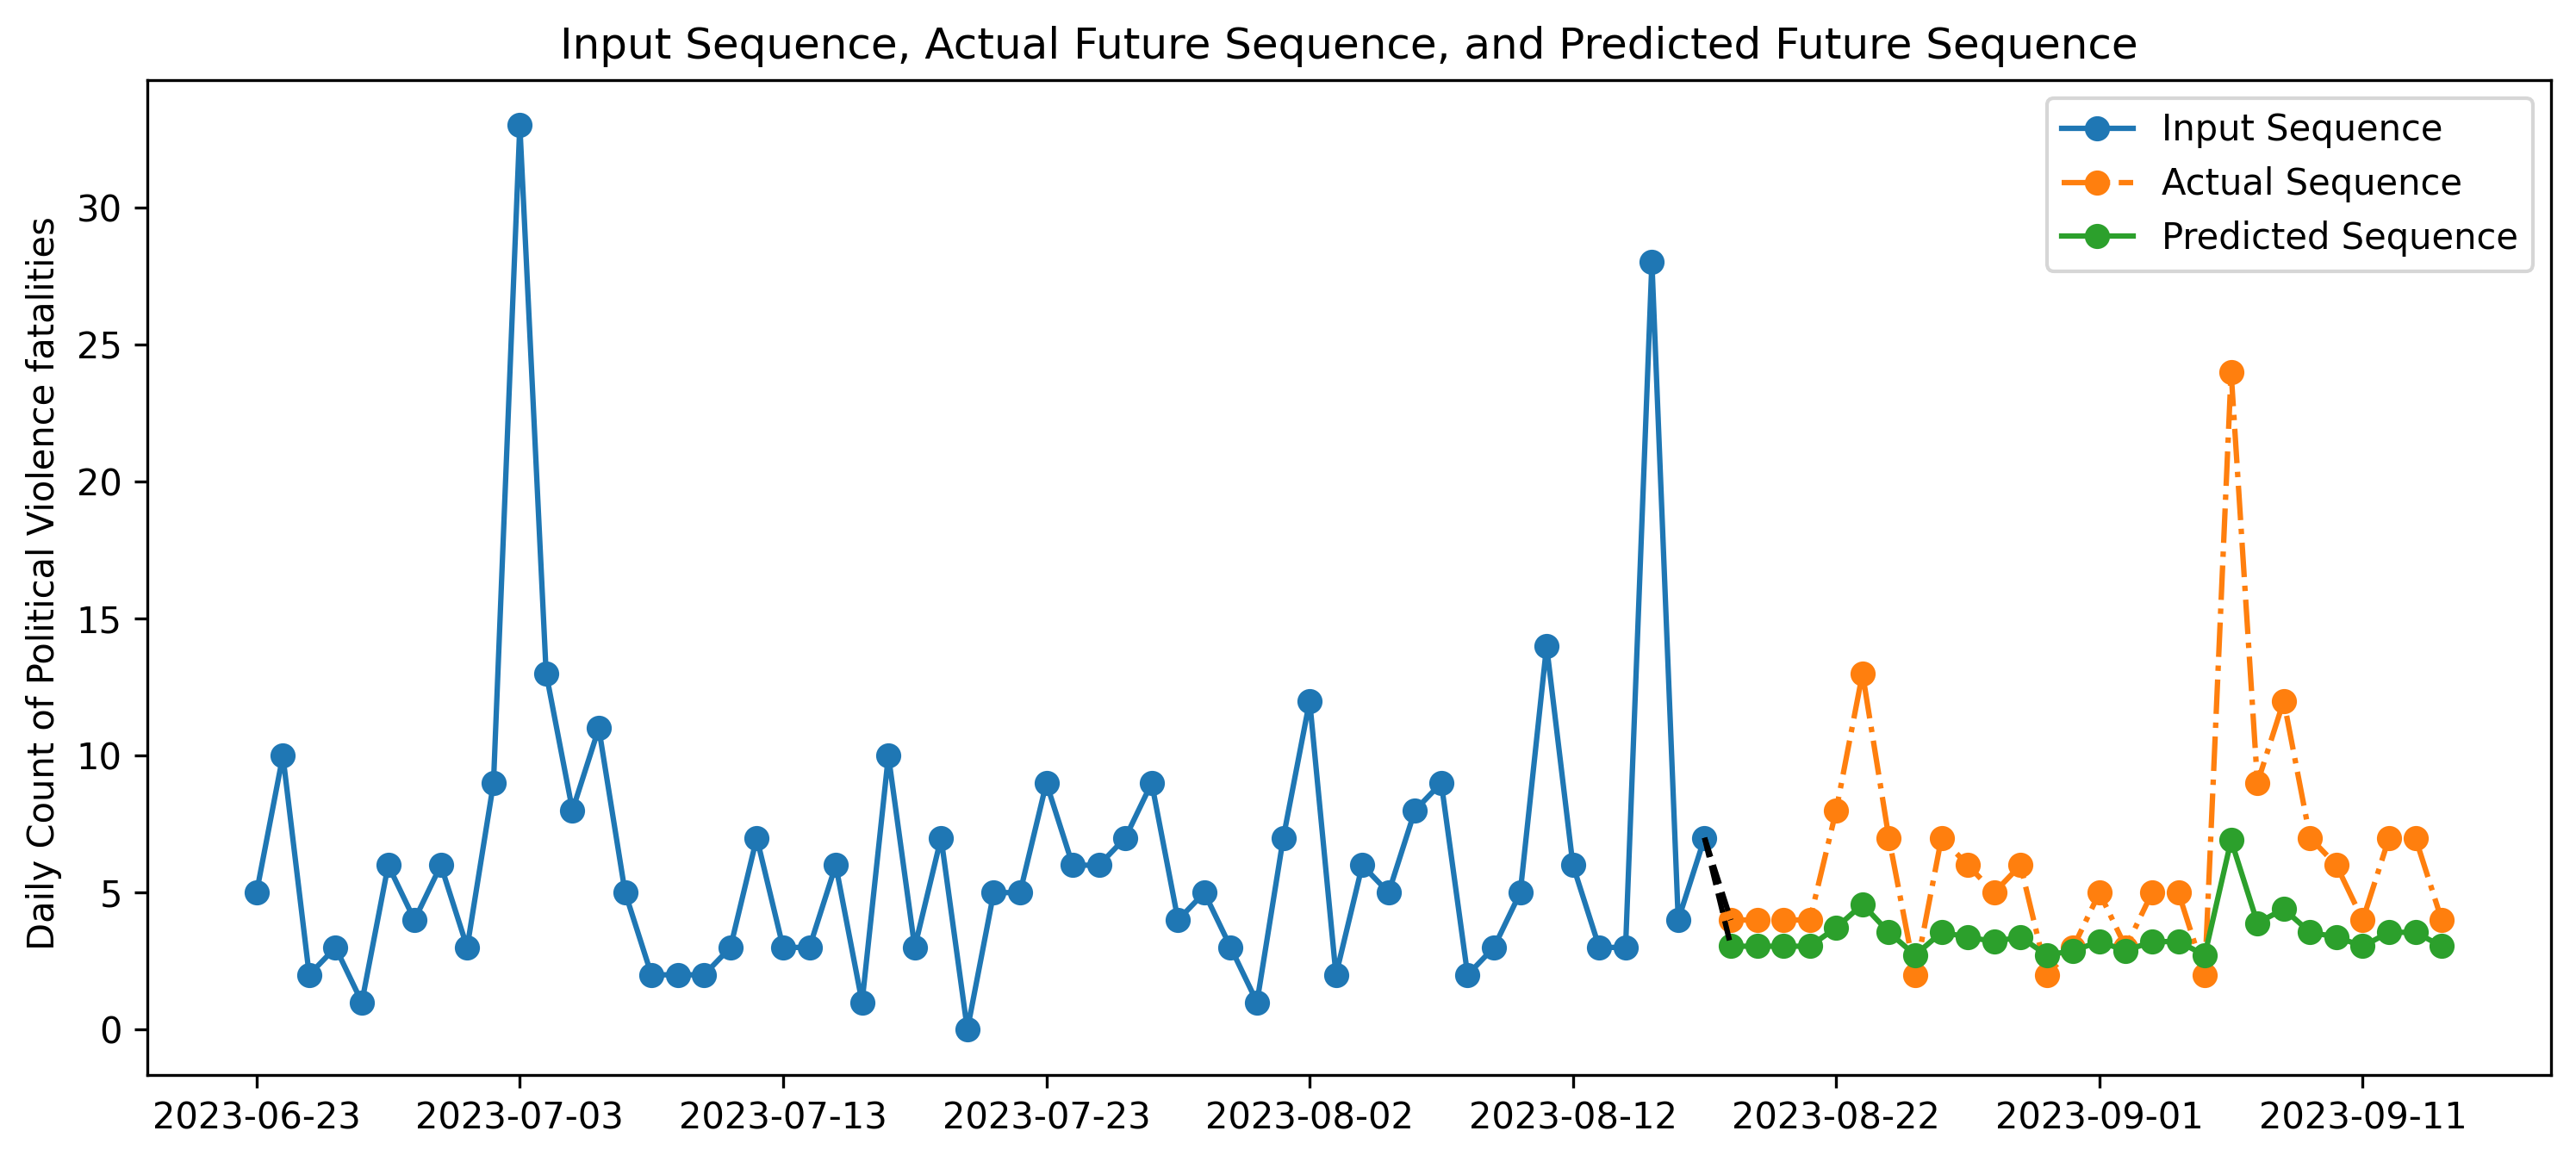 Input Sequence, Actual Future Sequence, and Predicted Future Sequence
Input Sequence
Actual Sequence
Predicted Sequence
Daily Count of Political Violence fatalities
30
25
20
15
10
5
0
2023-06-23 2023-07-03 2023-07-13 2023-07-23 2023-08-02 2023-08-12 2023-08-22 2023-09-01 2023-09-11